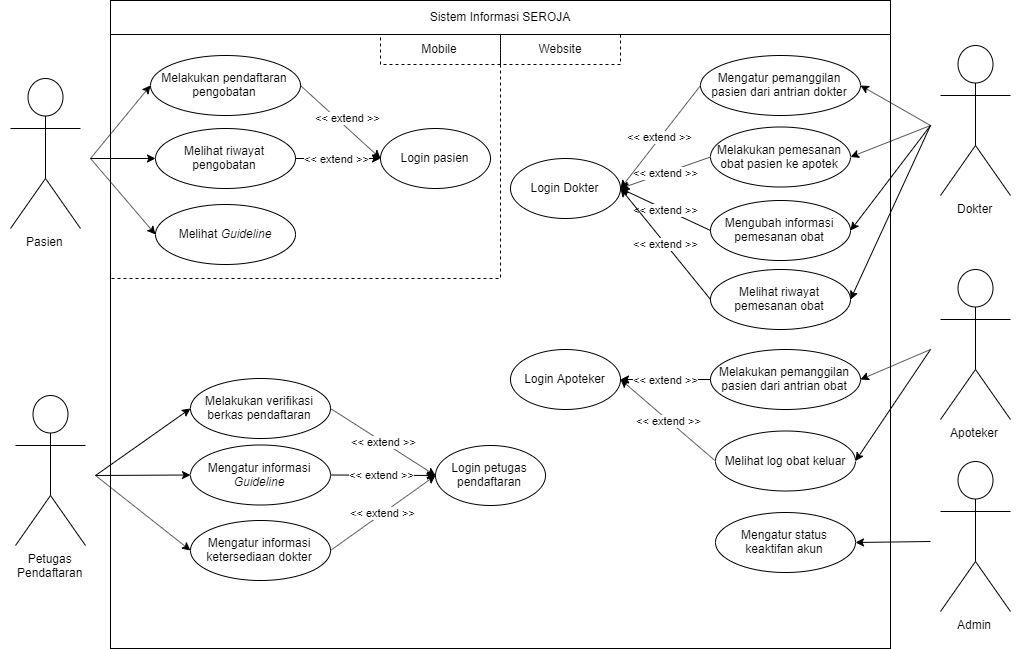 Sistem Informasi SEROJA
Mobile
Website
Melakukan pendaftaran
pengobatan
<< extend >>
Melihat riwayat
pengobatan
<< extend >>
Login pasien
Melihat Guideline
Pasien
Mengatur pemanggilan
pasien dari antrian dokter
<< extend >>
Melakukan pemesanan
obat pasien ke apotek
<< extend >>
Login Dokter
Mengubah informasi
pemesanan obat
<< extend >>
Melihat riwayat
pemesanan obat
<< extend >>
Dokter
Login Apoteker
<< extend >>
Melakukan pemanggilan
pasien dari antrian obat
<< extend >>
Melihat log obat keluar
Apoteker
Melakukan verifikasi
berkas pendaftaran
<< extend >>
Mengatur informasi
Guideline
<< extend >>
Login petugas
pendaftaran
Mengatur informasi
ketersediaan dokter
<< extend >>
Petugas
Pendaftaran
Mengatur status
keaktifan akun
Admin